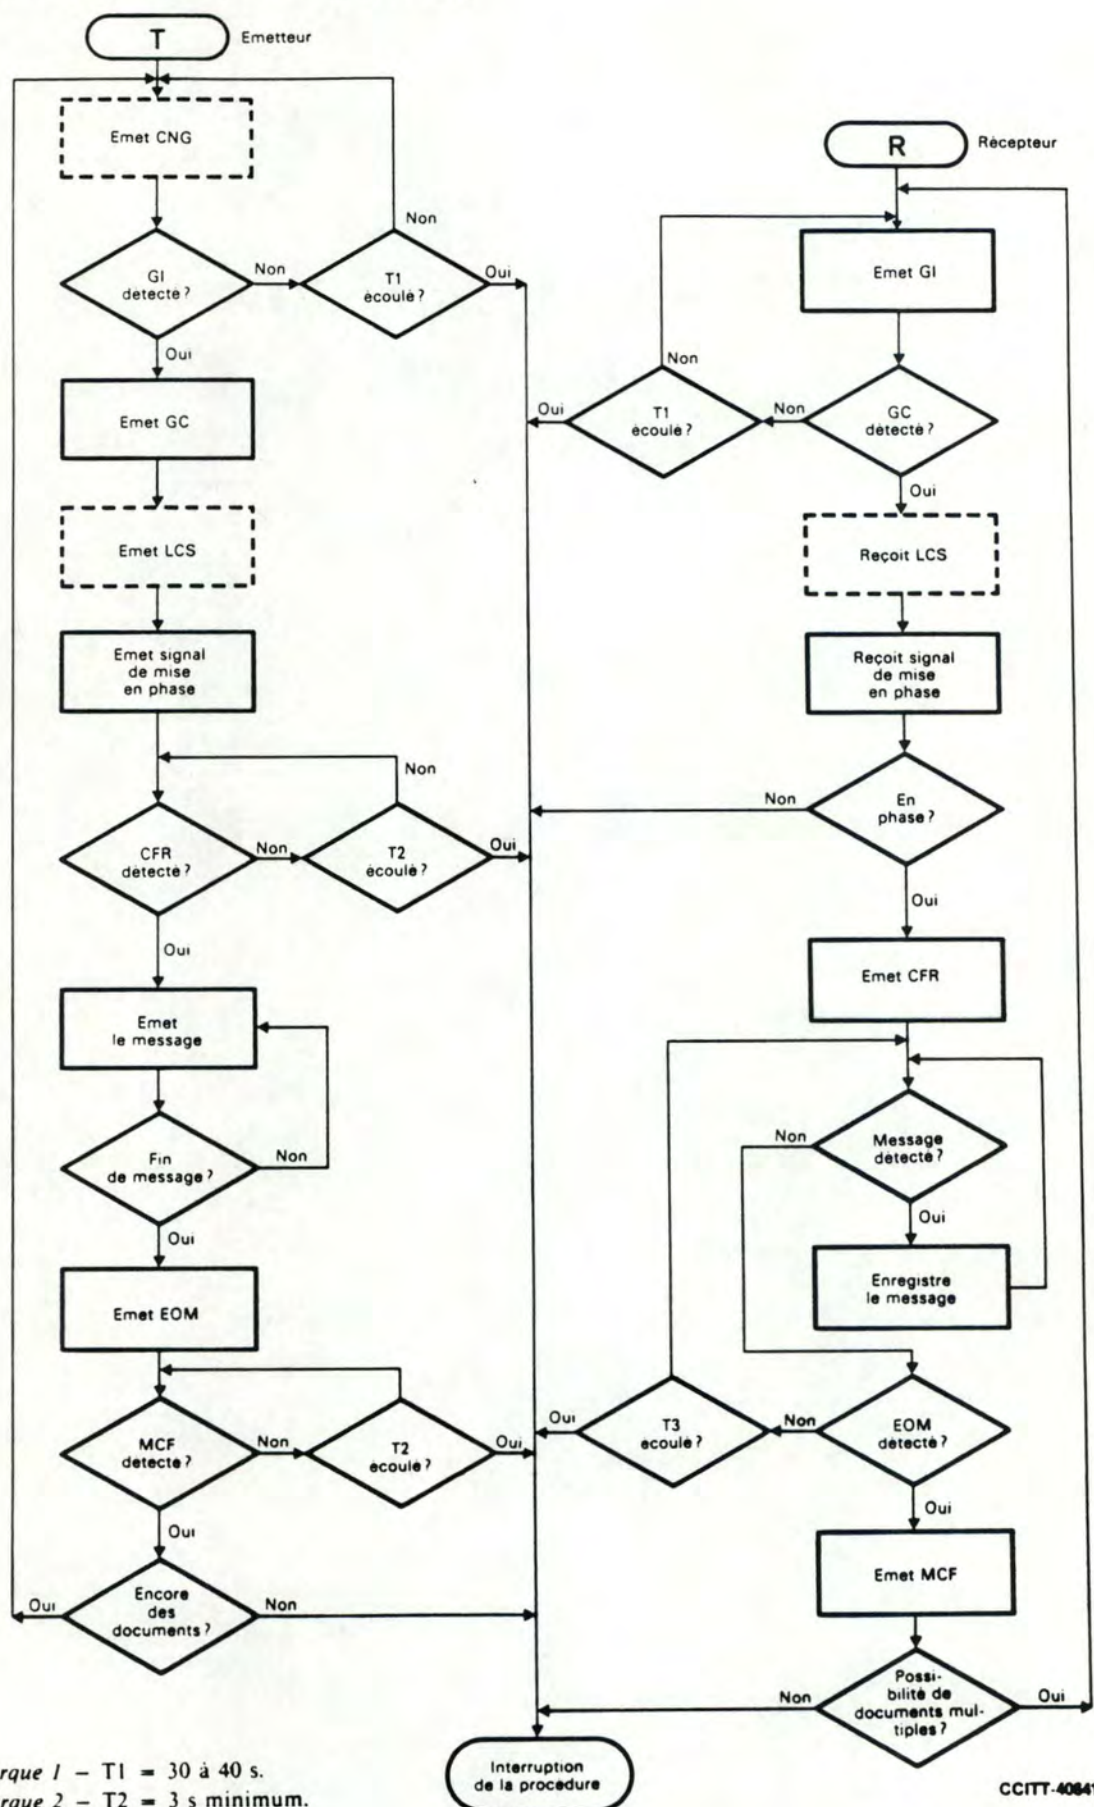 T
Emetteur
Emet CNG
GI
détecté?
Non
T1
écoulé?
Non
Oui
Oui
Emet GC
Emet LCS
Emet signal
de mise
en phase
Non
CFR
détecté?
Non
T2
écoulé?
Oui
Oui
Emet
le message
Fin
de message?
Non
Oui
Emet EOM
MCF
détecté?
Non
T2
écoulé?
Oui
Oui
Encore
des
documents?
Oui
Non
R
Récepteur
Emet GI
Non
Oui
T1
écoulé?
Non
GC
détecté?
Oui
Reçoit LCS
Reçoit signal
de mise
en phase
Non
En
phase?
Oui
Emet CFR
Non
Message
détecté?
Oui
Enregistre
le message
Oui
T3
écoulé?
Non
EOM
détecté?
Oui
Emet MCF
Non
Possi-
bilité de
documents mul-
tiples?
Oui
Interruption
de la procédure
rque 1 – T1 = 30 à 40 s.
rque 2 – T2 = 3 s minimum.